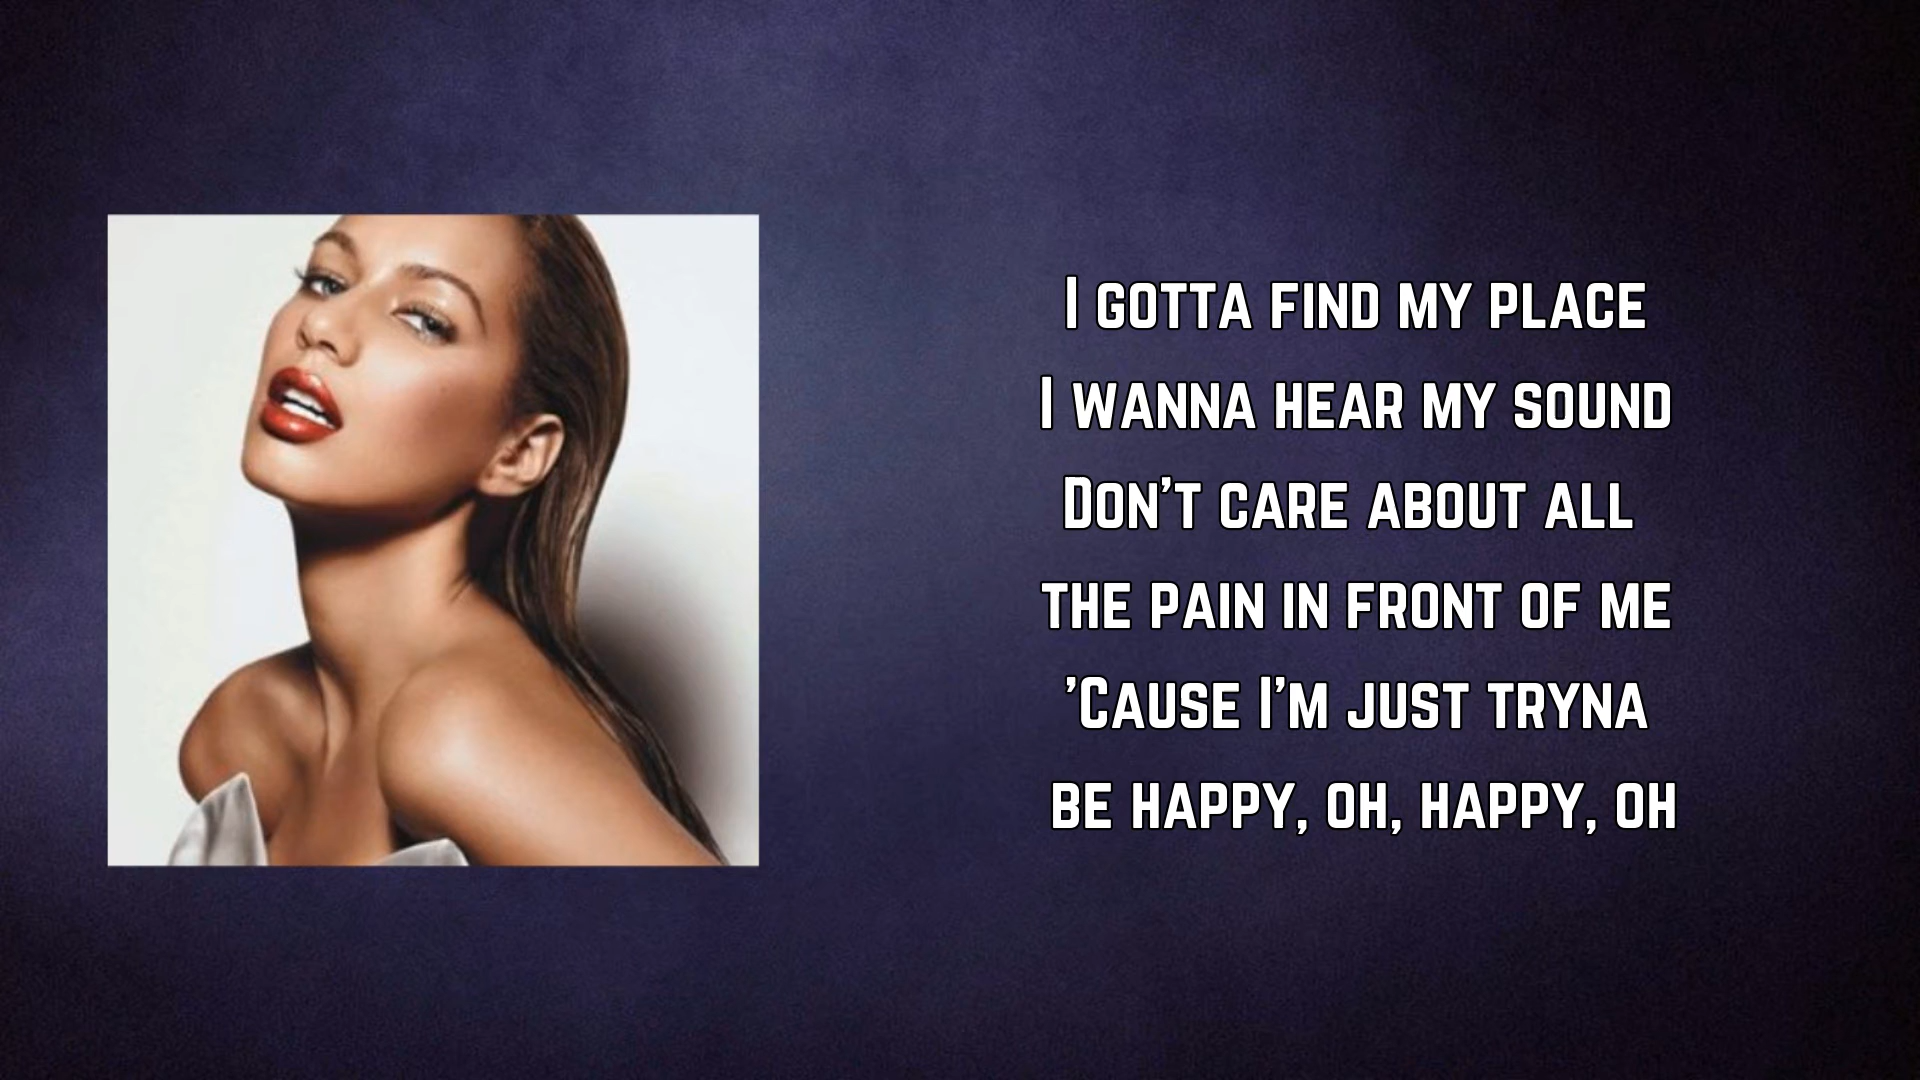 I GOTTA FIND MY PLACE
I WANNA HEAR MY SOUND
DON'T CARE ABOUT ALL
THE PAIN IN FRONT OF ME
'CAUSE I'M JUST TRYNA
BE HAPPY, OH, HAPPY, OH